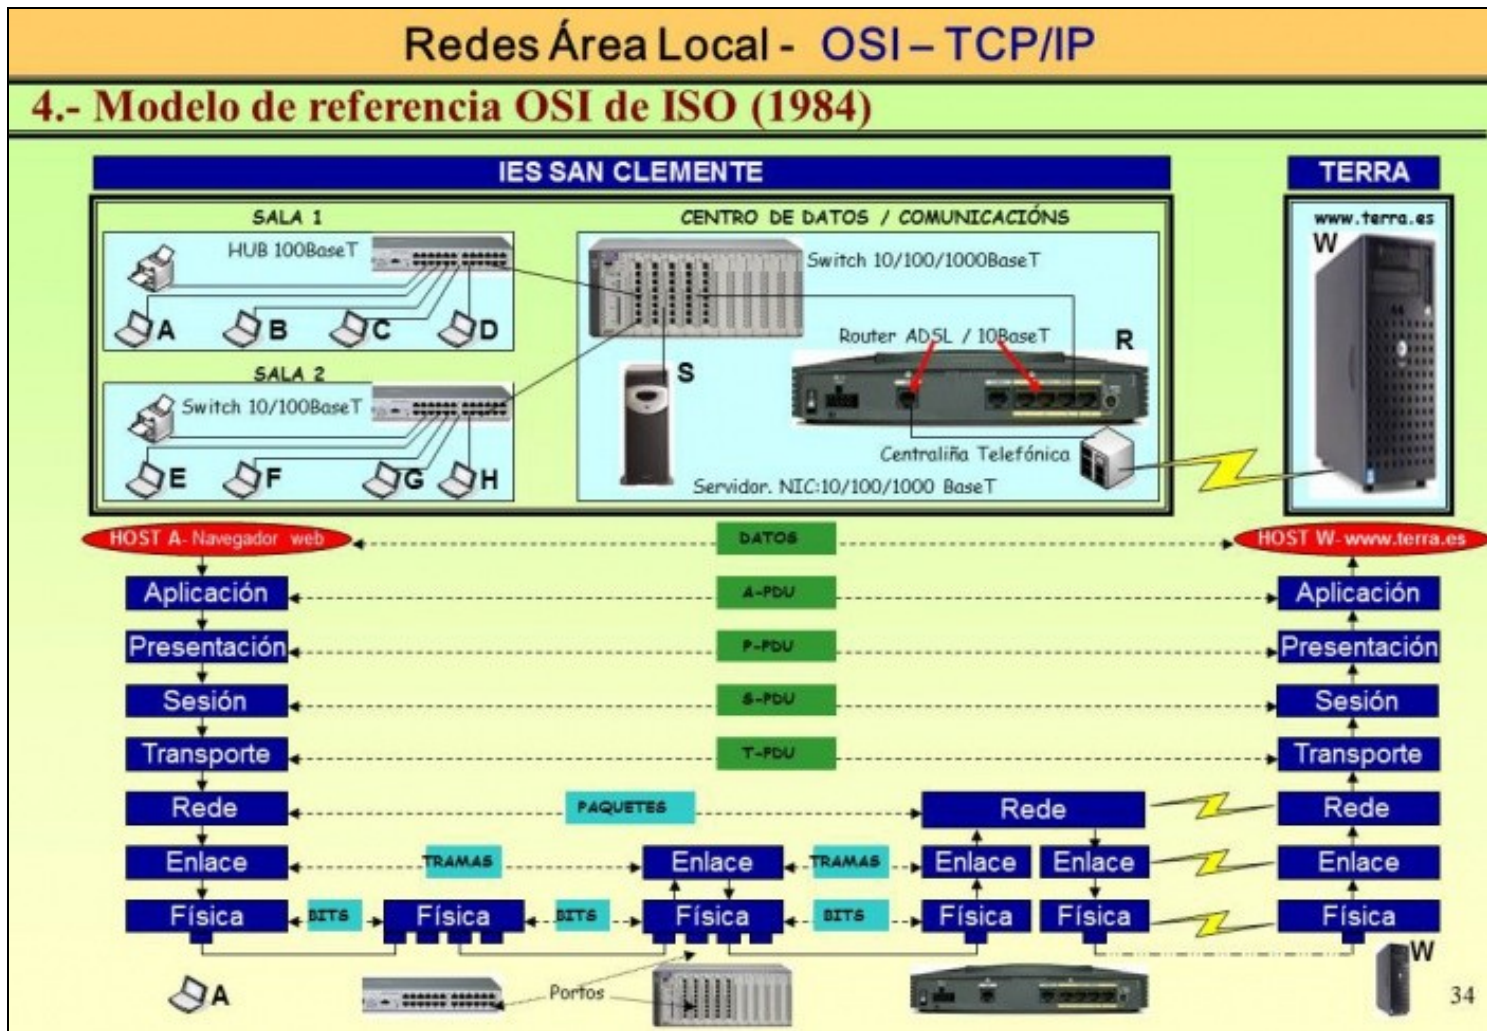 Redes Área Local - OSI – TCP/IP
4.- Modelo de referencia OSI de ISO (1984)
IES SAN CLEMENTE
TERRA
SALA 1
HUB 100BaseT
A
B
C
D
SALA 2
Switch 10/100BaseT
E
F
G
H
CENTRO DE DATOS / COMUNICACIÓNS
Switch 10/100/1000BaseT
Router ADSL / 10BaseT
R
S
Centraliña Telefónica
Servidor. NIC:10/100/1000 BaseT
www.terra.es
W
HOST A- Navegador web
DATOS
HOST W- www.terra.es
Aplicación
A-PDU
Aplicación
Presentación
P-PDU
Presentación
Sesión
S-PDU
Sesión
Transporte
T-PDU
Transporte
Rede
PAQUETES
Rede
Rede
Enlace
TRAMAS
Enlace
TRAMAS
Enlace
Enlace
Enlace
Física
BITS
Física
BITS
Física
BITS
Física
Física
Física
A
Portos
W
34